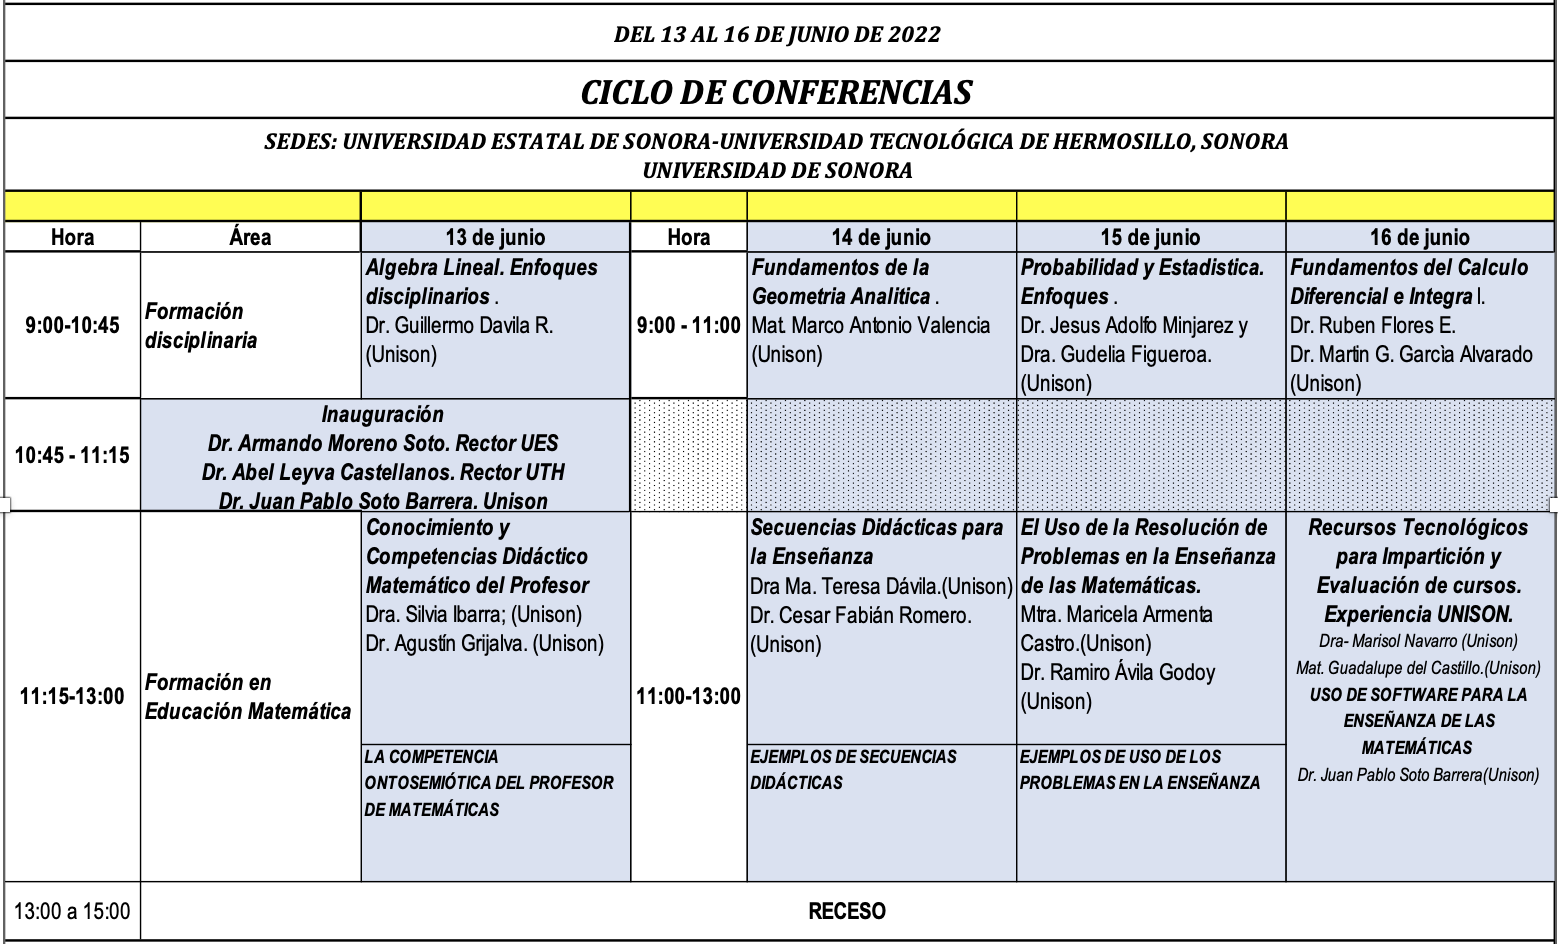 DEL 13 AL 16 DE JUNIO DE 2022
CICLO DE CONFERENCIAS
SEDES: UNIVERSIDAD ESTATAL DE SONORA-UNIVERSIDAD TECNOLÓGICA DE HERMOSILLO, SONORA
UNIVERSIDAD DE SONORA
Hora Área 13 de junio Hora 14 de junio 15 de junio 16 de junio
9:00-10:45
Formación
disciplinaria
Algebra Lineal. Enfoques
disciplinarios .
Dr. Guillermo Davila R.
(Unison)
9:00 - 11:00
Fundamentos de la
Geometria Analitica .
Mat. Marco Antonio Valencia
(Unison)
Probabilidad y Estadistica.
Enfoques .
Dr. Jesus Adolfo Minjarez y
Dra. Gudelia Figueroa.
(Unison)
Fundamentos del Calculo
Diferencial e Integra l.
Dr. Ruben Flores E.
Dr. Martin G. Garcìa Alvarado
(Unison)
10:45 - 11:15
Inauguración
Dr. Armando Moreno Soto. Rector UES
Dr. Abel Leyva Castellanos. Rector UTH
Dr. Juan Pablo Soto Barrera. Unison
11:15-13:00
Formación en
Educación Matemática
Conocimiento y
Competencias Didáctico
Matemático del Profesor
Dra. Silvia Ibarra; (Unison)
Dr. Agustín Grijalva. (Unison)
LA COMPETENCIA
ONTOSEMIÓTICA DEL PROFESOR
DE MATEMÁTICAS
11:00-13:00
Secuencias Didácticas para
la Enseñanza
Dra Ma. Teresa Dávila.(Unison)
Dr. Cesar Fabián Romero.
(Unison)
EJEMPLOS DE SECUENCIAS
DIDÁCTICAS
El Uso de la Resolución de
Problemas en la Enseñanza
de las Matemáticas.
Mtra. Maricela Armenta
Castro.(Unison)
Dr. Ramiro Ávila Godoy
(Unison)
EJEMPLOS DE USO DE LOS
PROBLEMAS EN LA ENSEÑANZA
Recursos Tecnológicos
para Impartición y
Evaluación de cursos.
Experiencia UNISON.
Dra- Marisol Navarro (Unison)
Mat. Guadalupe del Castillo.(Unison)
USO DE SOFTWARE PARA LA
ENSEÑANZA DE LAS
MATEMÁTICAS
Dr. Juan Pablo Soto Barrera(Unison)
13:00 a 15:00 RECESO